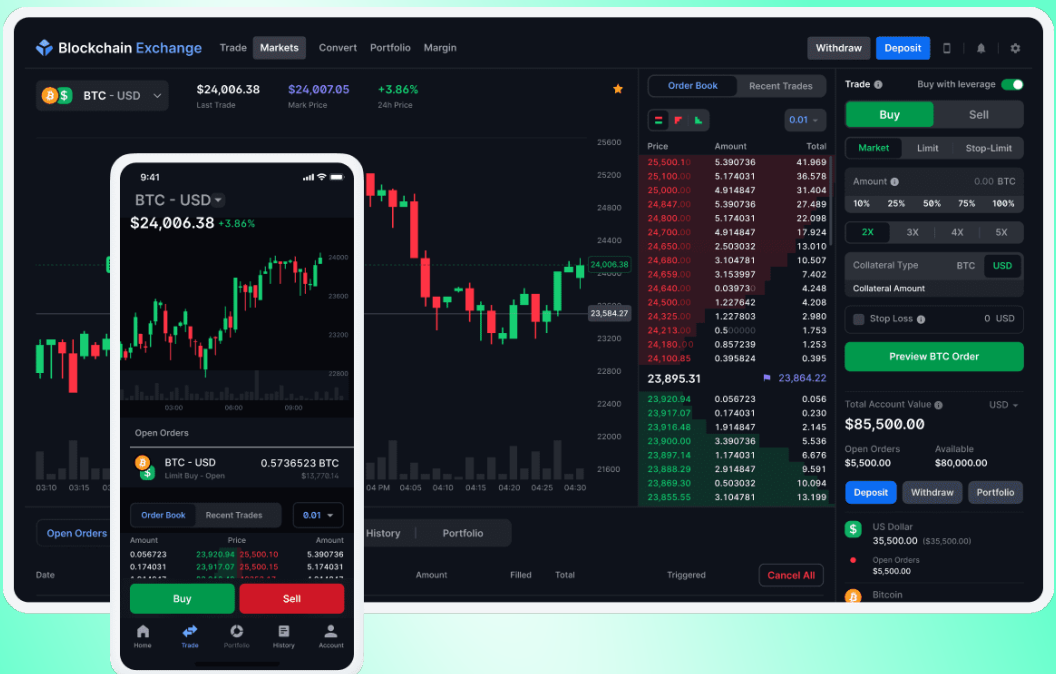 Blockchain Exchange Trade Markets Convert Portfolio Margin Withdraw Deposit
BTC - USD
$24,006.38 $24,007.05 +3.86%
Last Trade Mark Price 24h Price
25600
25200
24800
24400
24,006.38
23,584.27
23200
22800
22400
22000
21600
03:10 03:15 04 PM 04:05 04:10 04:15 04:20 04:25 04:30
Open Orders History Portfolio
Date Amount Filled Total Triggered Cancel All
Order Book Recent Trades
0.01
Price Amount Total
25,500.10 5.390736 41.969
25,100.00 5.174031 36.578
25,000.00 4.914847 31.404
24,847.00 5.390736 27.489
24,800.00 5.174031 22.098
24,700.00 4.914847 17.924
24,650.00 2.503032 13.010
24,680.00 3.104781 10.507
24,659.00 3.153997 7.402
24,640.00 0.039730 4.248
24,500.00 1.227642 4.208
24,325.00 1.227803 2.980
24,213.00 0.500000 1.753
24,180.00 0.857239 1.253
24,100.85 0.395824 0.395
23,895.31 23,864.22
23,920.94 0.056723 0.056
23,917.07 0.174031 0.230
23,916.48 1.914847 2.145
23,900.00 3.390736 5.536
23,897.14 1.174031 6.676
23,888.29 2.914847 9.591
23,869.30 0.503032 10.094
23,855.55 3.104781 13.199
Trade Buy with leverage
Buy Sell
Market Limit Stop-Limit
Amount 0.00 BTC
10% 25% 50% 75% 100%
2X 3X 4X 5X
Collateral Type BTC USD
Collateral Amount
Stop Loss 0 USD
Preview BTC Order
Total Account Value USD
$85,500.00
Open Orders Available
$5,500.00 $80,000.00
Deposit Withdraw Portfolio
US Dollar
35,500.00 ($35,500.00)
Open Orders
$5,500.00
Bitcoin
9:41
BTC - USD
$24,006.38 +3.86%
24000
23600
23200
22800
03:00 06:00 09:00
Open Orders
BTC - USD 0.5736523 BTC
Limit Buy - Open $13,770.14
Order Book Recent Trades 0.01
Amount Price Amount
0.056723 23,920.94 25,500.10 5.390736
0.174031 23,917.07 25,500.15 5.174031
Buy Sell
Home Trade Portfolio History Account